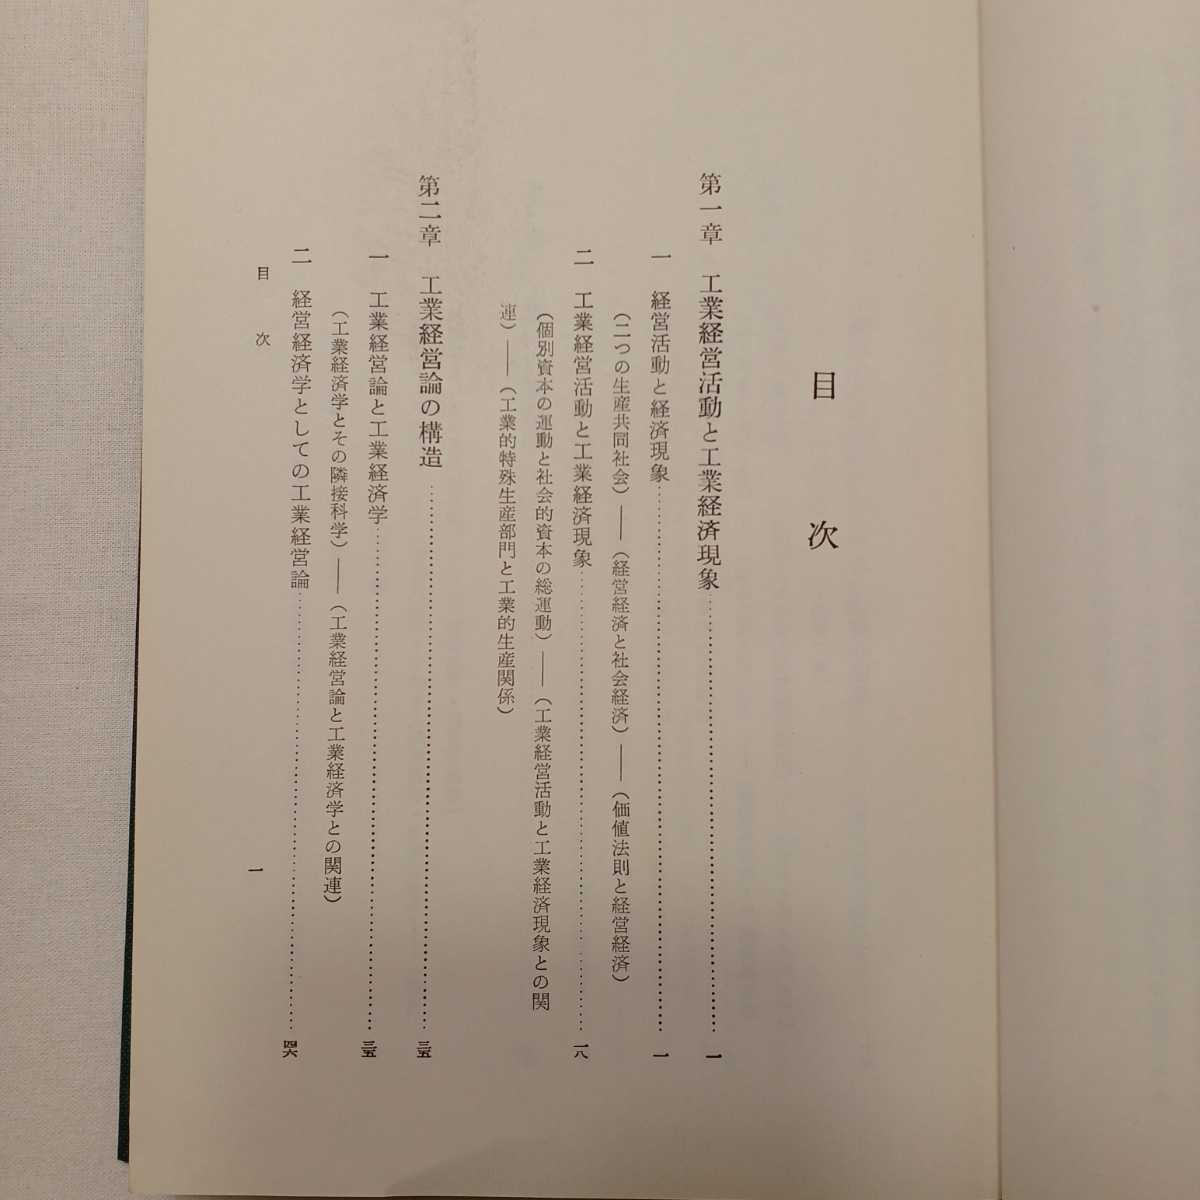 目次
第一章 工業経営活動と工業経済現象……一
一 経営活動と経済現象……一
(二つの生産共同社会)——(経営経済と社会経済)——(価値法則と経営経済)
二 工業経営活動と工業経済現象……一八
(個別資本の運動と社会的資本の総運動)——(工業経営活動と工業経済現象との関
連)——(工業的特殊生産部門と工業的生産関係)
第二章 工業経営論の構造……三五
一 工業経営論と工業経済学……三五
(工業経済学とその隣接科学)——(工業経営論と工業経済学との関連)
二 経営経済学としての工業経営論……四六
目次 一